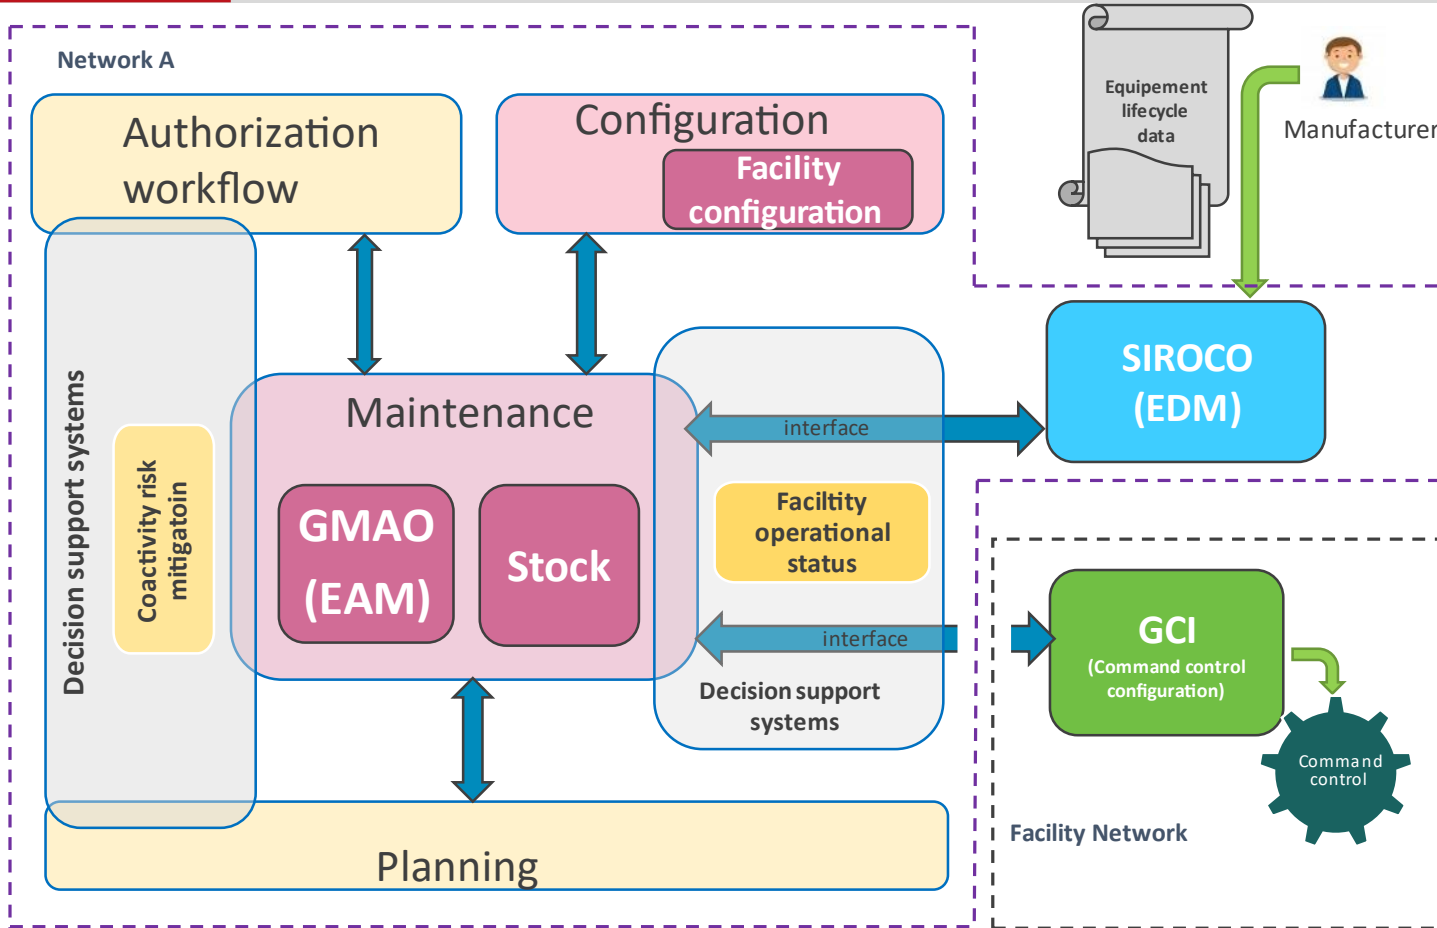 Network A
Authorization
workflow
Configuration
Facility
configuration
Equipement
lifecycle
data
Manufacturer
Decision support systems
Coactivity risk
mitigatoin
Maintenance
GMAO
(EAM)
Stock
interface
Faciltity
operational
status
interface
Decision support
systems
SIROCO
(EDM)
GCI
(Command control
configuration)
Command
control
Facility Network
Planning